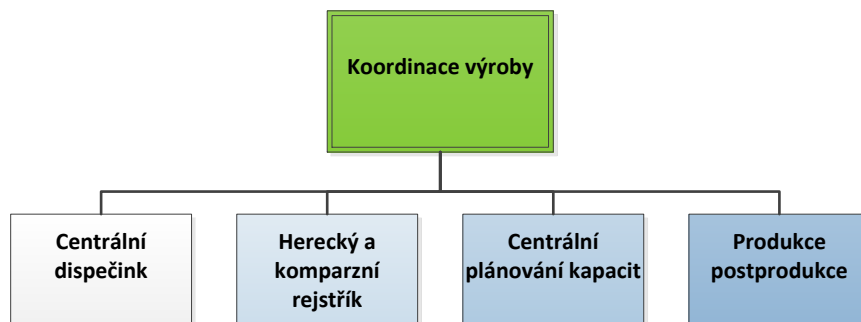 Koordinace výroby
Centrální
dispečink
Herecký a
komparzní
rejstřík
Centrální
plánování kapacit
Produkce
postprodukce